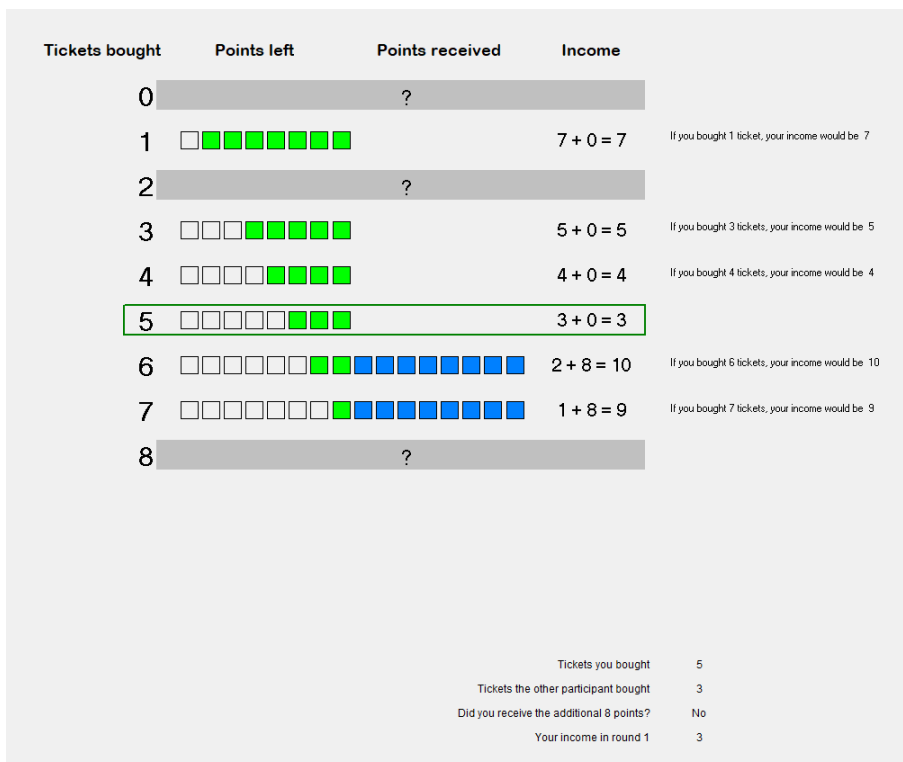 Tickets bought Points left Points received Income
0 ?
1 7 + 0 = 7 If you bought 1 ticket, your income would be 7
2 ?
3 5 + 0 = 5 If you bought 3 tickets, your income would be 5
4 4 + 0 = 4 If you bought 4 tickets, your income would be 4
5 3 + 0 = 3
6 2 + 8 = 10 If you bought 6 tickets, your income would be 10
7 1 + 8 = 9 If you bought 7 tickets, your income would be 9
8 ?
Tickets you bought 5
Tickets the other participant bought 3
Did you receive the additional 8 points? No
Your income in round 1 3